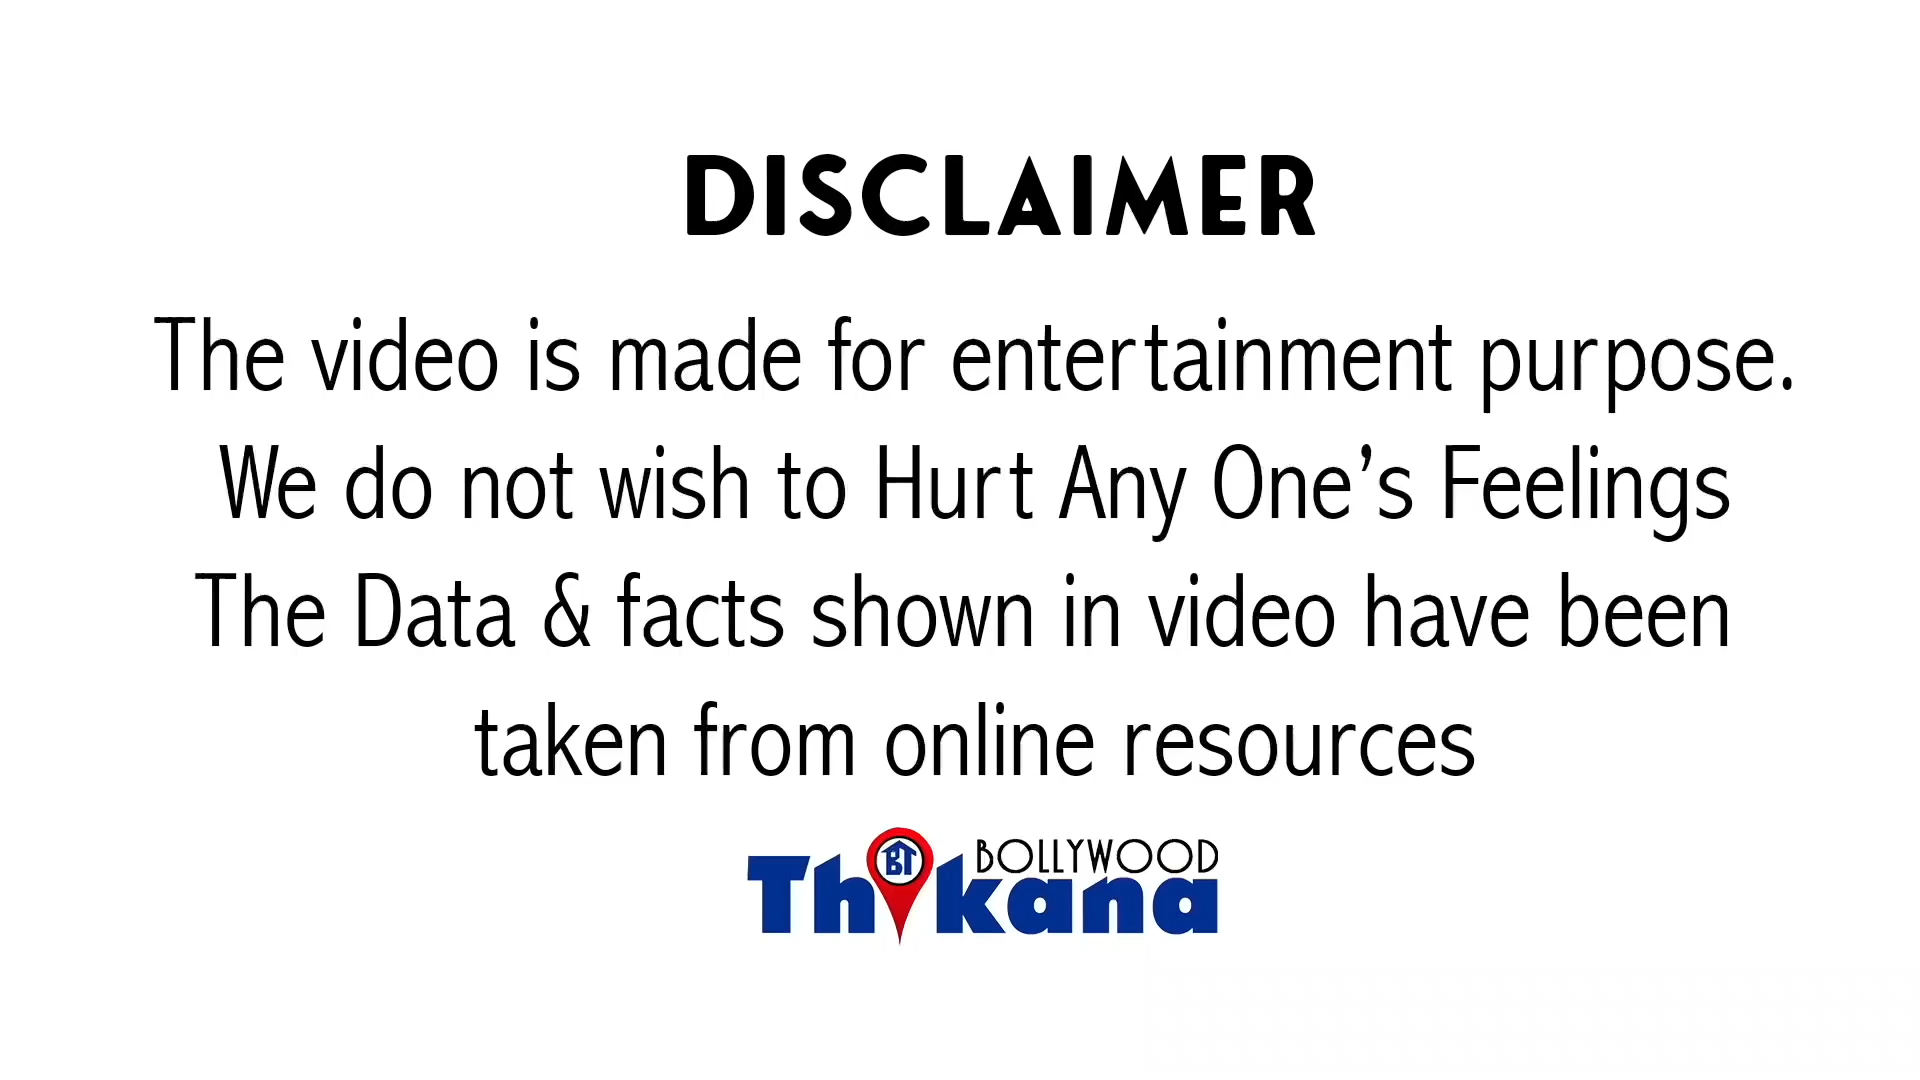 DISCLAIMER
The video is made for entertainment purpose.
We do not wish to Hurt Any One’s Feelings
The Data & facts shown in video have been
taken from online resources
BOLLYWOOD
BT
Thikana